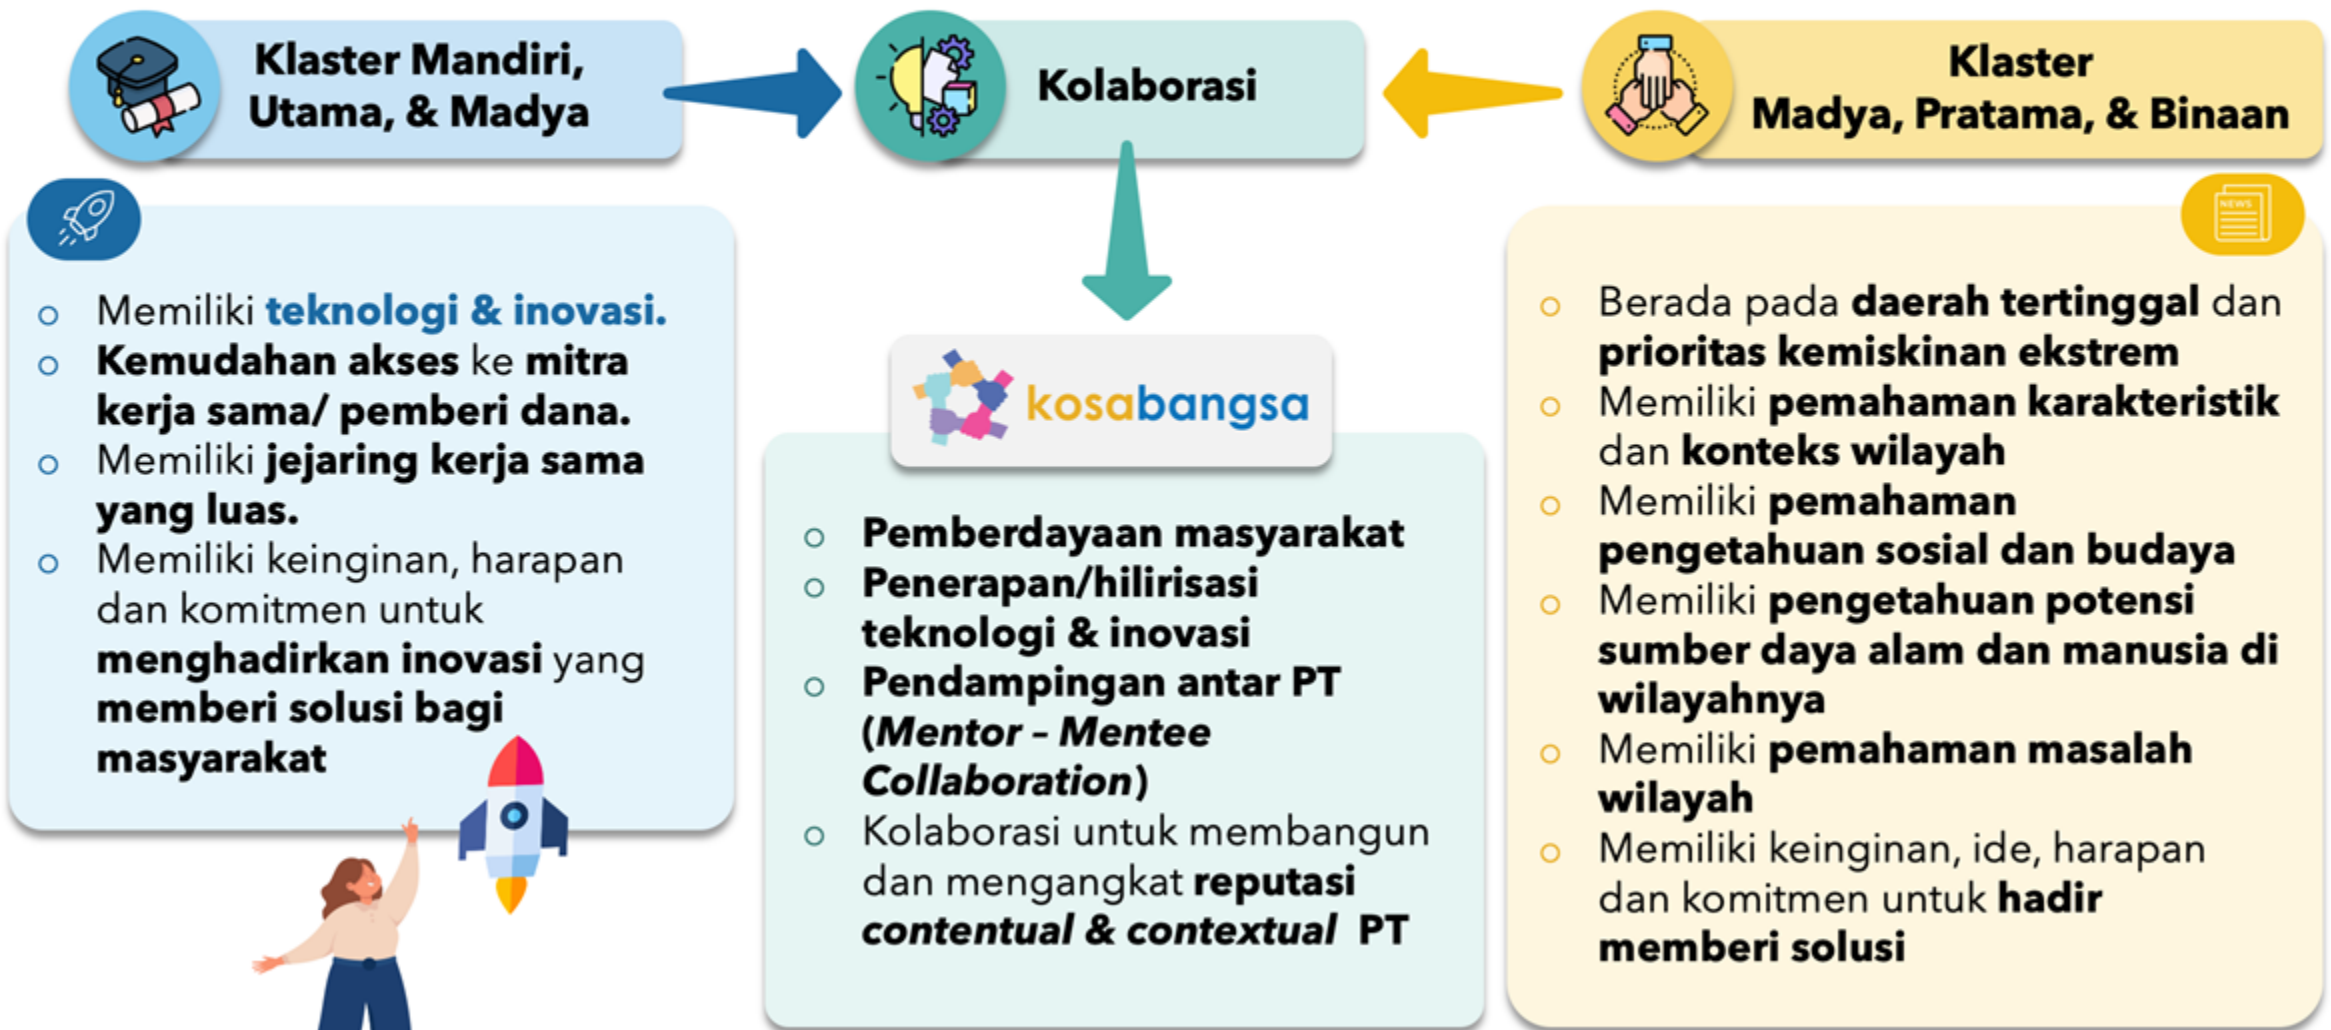 Klaster Mandiri,
Utama, & Madya
Kolaborasi
Klaster
Madya, Pratama, & Binaan
○ Memiliki teknologi & inovasi.
○ Kemudahan akses ke mitra
kerja sama/ pemberi dana.
○ Memiliki jejaring kerja sama
yang luas.
○ Memiliki keinginan, harapan
dan komitmen untuk
menghadirkan inovasi yang
memberi solusi bagi
masyarakat
kosabangsa
○ Pemberdayaan masyarakat
○ Penerapan/hilirisasi
teknologi & inovasi
○ Pendampingan antar PT
(Mentor – Mentee
Collaboration)
○ Kolaborasi untuk membangun
dan mengangkat reputasi
contentual & contextual PT
NEWS
○ Berada pada daerah tertinggal dan
prioritas kemiskinan ekstrem
○ Memiliki pemahaman karakteristik
dan konteks wilayah
○ Memiliki pemahaman
pengetahuan sosial dan budaya
○ Memiliki pengetahuan potensi
sumber daya alam dan manusia di
wilayahnya
○ Memiliki pemahaman masalah
wilayah
○ Memiliki keinginan, ide, harapan
dan komitmen untuk hadir
memberi solusi